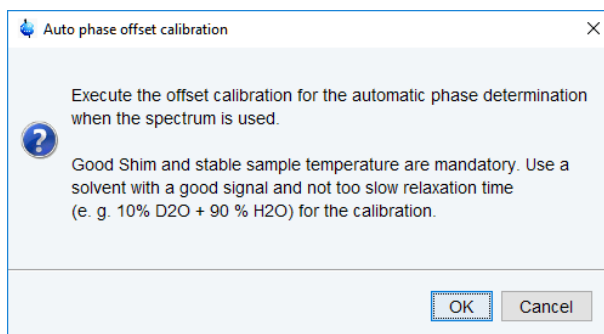 Auto phase offset calibration
Execute the offset calibration for the automatic phase determination
when the spectrum is used.
Good Shim and stable sample temperature are mandatory. Use a
solvent with a good signal and not too slow relaxation time
(e. g. 10% D2O + 90 % H2O) for the calibration.
OK
Cancel